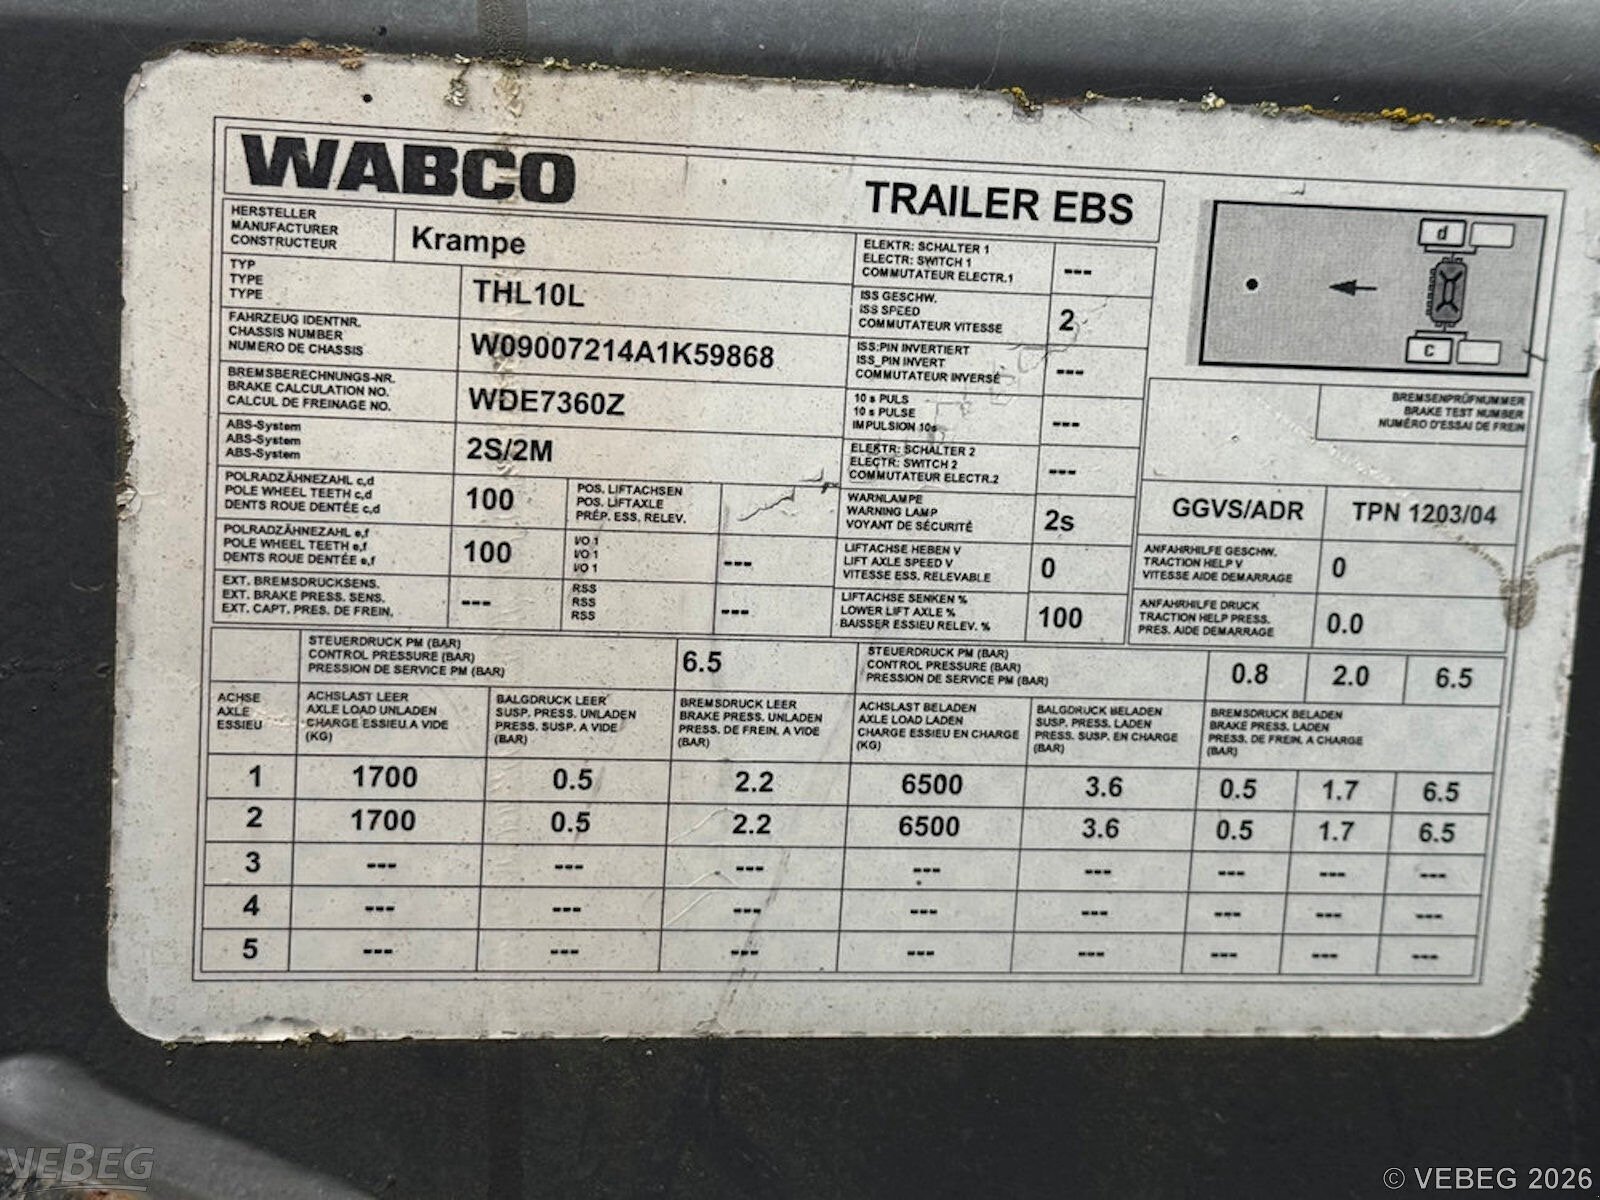 WABCO
TRAILER EBS
HERSTELLER
MANUFACTURER
CONSTRUCTEUR
Krampe
TYP
TYPE
TYPE
THL10L
FAHRZEUG IDENTNR.
CHASSIS NUMBER
NUMERO DE CHASSIS
W09007214A1K59868
BREMSBERECHNUNGS-NR.
BRAKE CALCULATION NO.
CALCUL DE FREINAGE NO.
WDE7360Z
ABS-System
ABS-System
ABS-System
2S/2M
POLRADZÄHNEZAHL c,d
POLE WHEEL TEETH c,d
DENTS ROUE DENTÉE c,d
100
POS. LIFTACHSEN
POS. LIFTAXLE
PRÉP. ESS. RELEV.
POLRADZÄHNEZAHL e,f
POLE WHEEL TEETH e,f
DENTS ROUE DENTÉE e,f
100
I/O 1
I/O 1
I/O 1
---
EXT. BREMSDRUCKSENS.
EXT. BRAKE PRESS. SENS.
EXT. CAPT. PRES. DE FREIN.
---
RSS
RSS
RSS
---
ELEKTR: SCHALTER 1
ELECTR: SWITCH 1
COMMUTATEUR ELECTR.1
---
ISS GESCHW.
ISS SPEED
COMMUTATEUR VITESSE
2
ISS:PIN INVERTIERT
ISS_PIN INVERT
COMMUTATEUR INVERSÉ
---
10 s PULS
10 s PULSE
IMPULSION 10s
---
ELEKTR: SCHALTER 2
ELECTR: SWITCH 2
COMMUTATEUR ELECTR.2
---
WARNLAMPE
WARNING LAMP
VOYANT DE SÉCURITÉ
2s
LIFTACHSE HEBEN V
LIFT AXLE SPEED V
VITESSE ESS. RELEVABLE
0
LIFTACHSE SENKEN %
LOWER LIFT AXLE %
BAISSER ESSIEU RELEV. %
100
d
c
BREMSENPRÜFNUMMER
BRAKE TEST NUMBER
NUMÉRO D'ESSAI DE FREIN
GGVS/ADR
TPN 1203/04
ANFAHRHILFE GESCHW.
TRACTION HELP V
VITESSE AIDE DEMARRAGE
0
ANFAHRHILFE DRUCK
TRACTION HELP PRESS.
PRES. AIDE DEMARRAGE
0.0
STEUERDRUCK PM (BAR)
CONTROL PRESSURE (BAR)
PRESSION DE SERVICE PM (BAR)
6.5
STEUERDRUCK PM (BAR)
CONTROL PRESSURE (BAR)
PRESSION DE SERVICE PM (BAR)
0.8 2.0 6.5
ACHSE
AXLE
ESSIEU
ACHSLAST LEER
AXLE LOAD UNLADEN
CHARGE ESSIEU A VIDE
(KG)
BALGDRUCK LEER
SUSP. PRESS. UNLADEN
PRESS. SUSP. A VIDE
(BAR)
BREMSDRUCK LEER
BRAKE PRESS. UNLADEN
PRESS. DE FREIN. A VIDE
(BAR)
ACHSLAST BELADEN
AXLE LOAD LADEN
CHARGE ESSIEU EN CHARGE
(KG)
BALGDRUCK BELADEN
SUSP. PRESS. LADEN
PRESS. SUSP. EN CHARGE
(BAR)
BREMSDRUCK BELADEN
BRAKE PRESS. LADEN
PRESS. DE FREIN. A CHARGE
(BAR)
1 1700 0.5 2.2 6500 3.6 0.5 1.7 6.5
2 1700 0.5 2.2 6500 3.6 0.5 1.7 6.5
3 --- --- --- --- --- --- --- ---
4 --- --- --- --- --- --- --- ---
5 --- --- --- --- --- --- --- ---
VEBEG
© VEBEG 2026